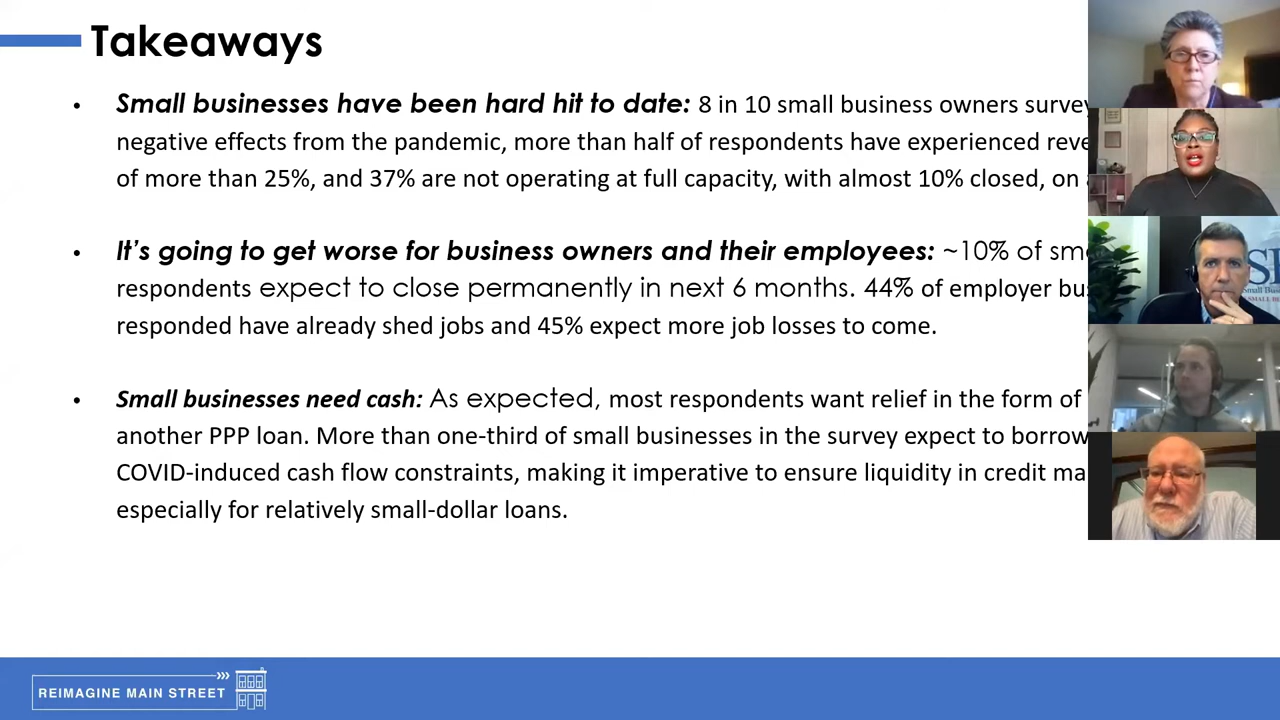 Takeaways
• Small businesses have been hard hit to date: 8 in 10 small business owners
negative effects from the pandemic, more than half of respondents have experienced
of more than 25%, and 37% are not operating at full capacity, with almost 10% closed, on
• It’s going to get worse for business owners and their employees: ~10% of
respondents expect to close permanently in next 6 months. 44% of employer
responded have already shed jobs and 45% expect more job losses to come.
• Small businesses need cash: As expected, most respondents want relief in the form of
another PPP loan. More than one-third of small businesses in the survey expect to borrow
COVID-induced cash flow constraints, making it imperative to ensure liquidity in credit
especially for relatively small-dollar loans.
REIMAGINE MAIN STREET